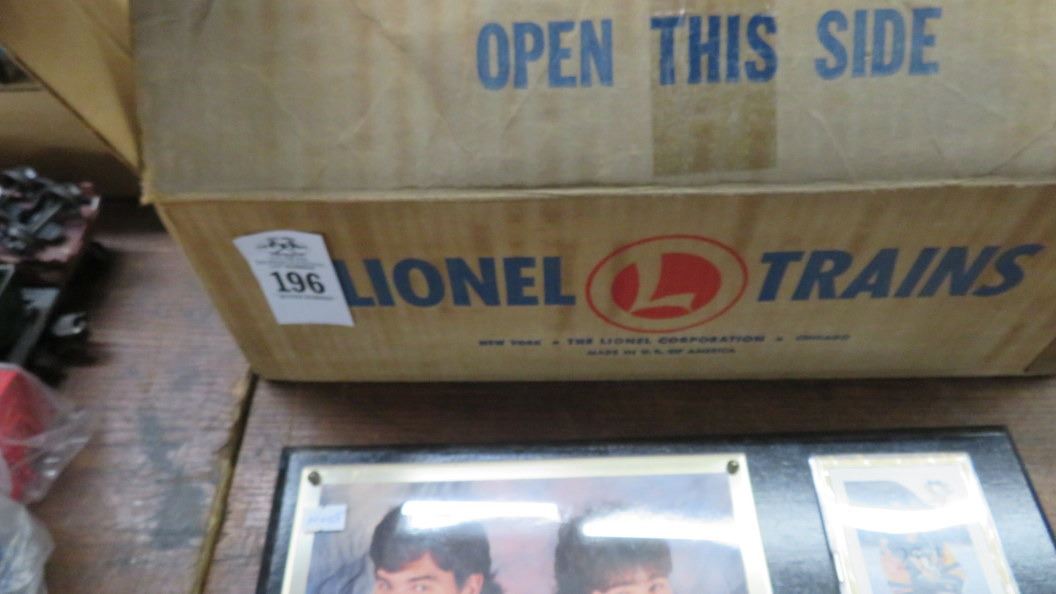 OPEN THIS SIDE
196
LIONEL L TRAINS
NEW YORK • THE LIONEL CORPORATION • CHICAGO
MADE IN U.S. OF AMERICA